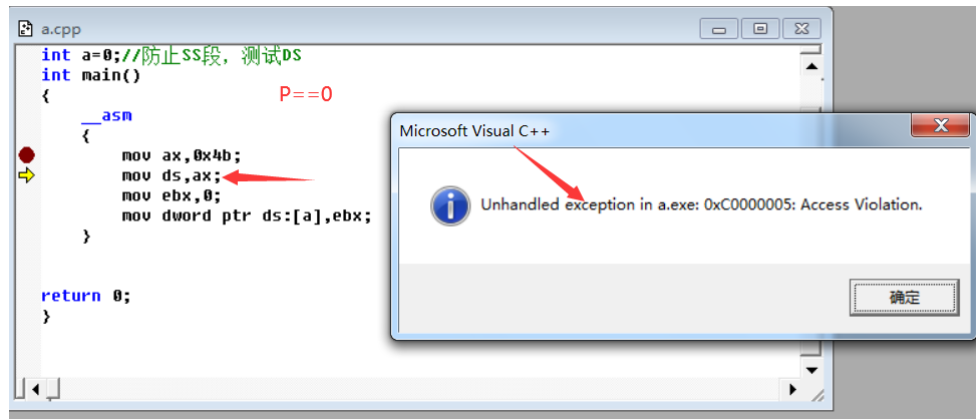 a.cpp
int a=0;//防止SS段，测试DS
int main()
{
P==0
__asm
{
mov ax,0x4b;
mov ds,ax;
mov ebx,0;
mov dword ptr ds:[a],ebx;
}
return 0;
}
Microsoft Visual C++
Unhandled exception in a.exe: 0xC0000005: Access Violation.
确定